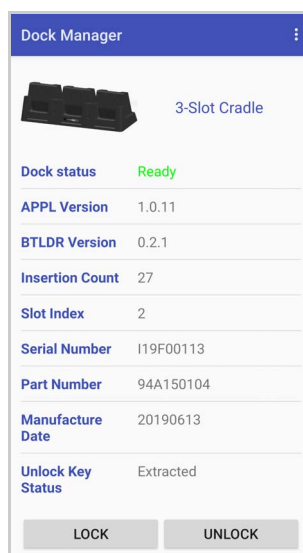 Dock Manager
3-Slot Cradle
Dock status Ready
APPL Version 1.0.11
BTLDR Version 0.2.1
Insertion Count 27
Slot Index 2
Serial Number I19F00113
Part Number 94A150104
Manufacture 20190613
Date
Unlock Key Extracted
Status
LOCK UNLOCK